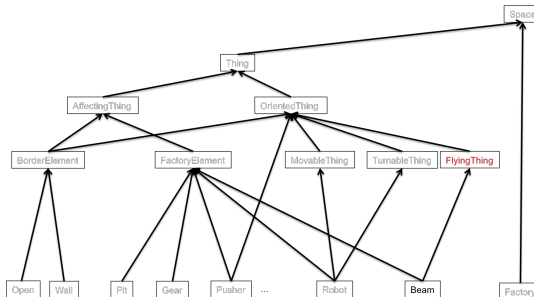 Space
Thing
AffectingThing OrientedThing
BorderElement FactoryElement MovableThing TurnableThing FlyingThing
Open Wall Pit Gear Pusher ... Robot Beam Factory